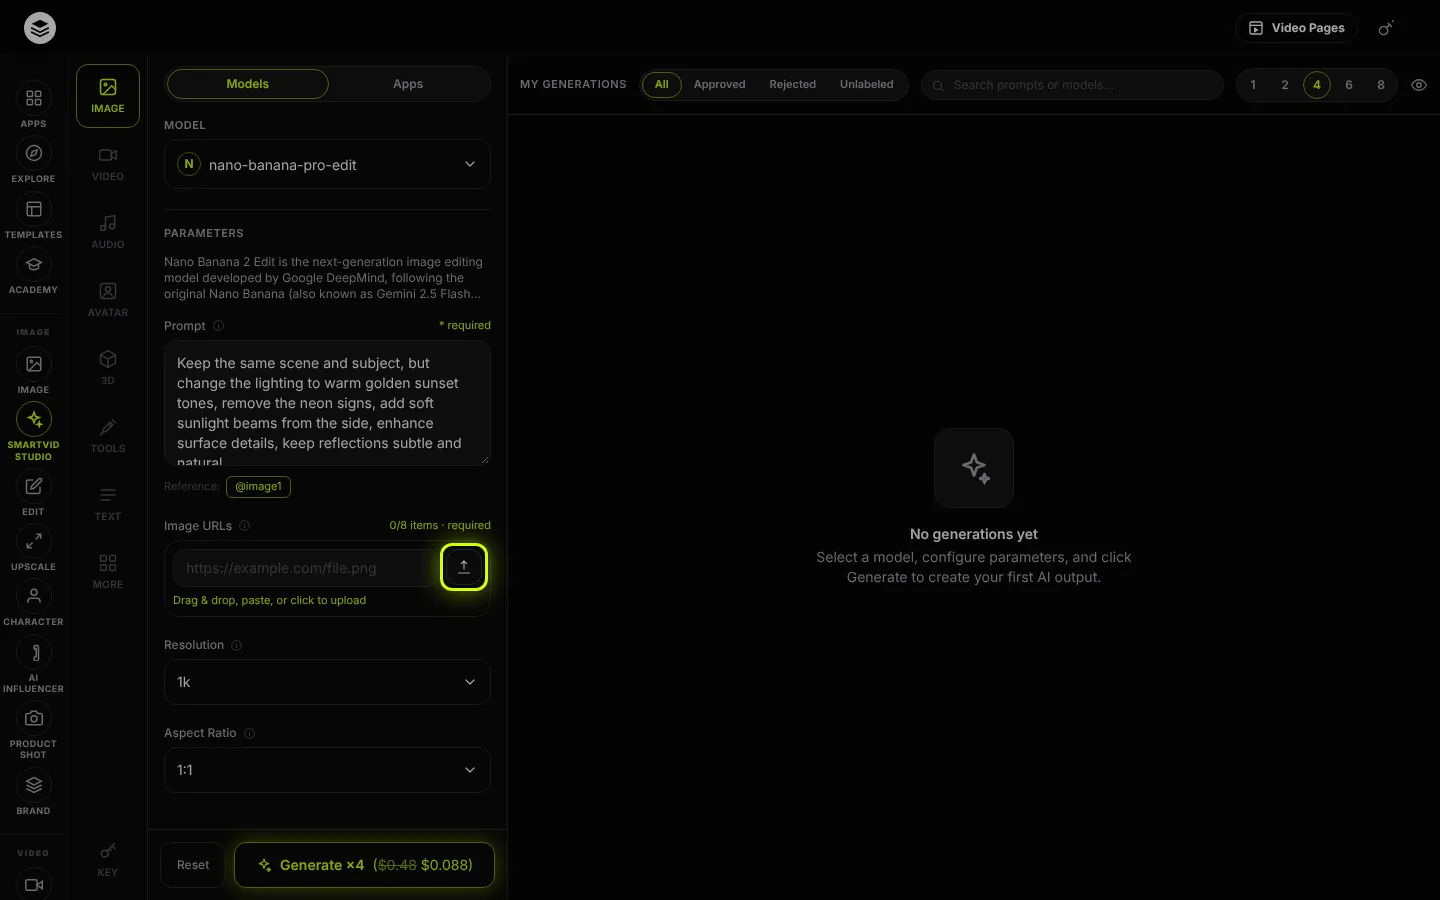 Video Pages
APPS
EXPLORE
TEMPLATES
ACADEMY
IMAGE
IMAGE
SMARTVID
STUDIO
EDIT
UPSCALE
CHARACTER
AI
INFLUENCER
PRODUCT
SHOT
BRAND
VIDEO
IMAGE
VIDEO
AUDIO
AVATAR
3D
TOOLS
TEXT
MORE
KEY
Models
Apps
MODEL
N nano-banana-pro-edit
PARAMETERS
Nano Banana 2 Edit is the next-generation image editing
model developed by Google DeepMind, following the
original Nano Banana (also known as Gemini 2.5 Flash...
Prompt * required
Keep the same scene and subject, but
change the lighting to warm golden sunset
tones, remove the neon signs, add soft
sunlight beams from the side, enhance
surface details, keep reflections subtle and
natural
Reference: @image1
Image URLs 0/8 items · required
https://example.com/file.png
Drag & drop, paste, or click to upload
Resolution
1k
Aspect Ratio
1:1
Reset
Generate ×4 ($0.48 $0.088)
MY GENERATIONS All Approved Rejected Unlabeled Search prompts or models... 1 2 4 6 8
No generations yet
Select a model, configure parameters, and click
Generate to create your first AI output.